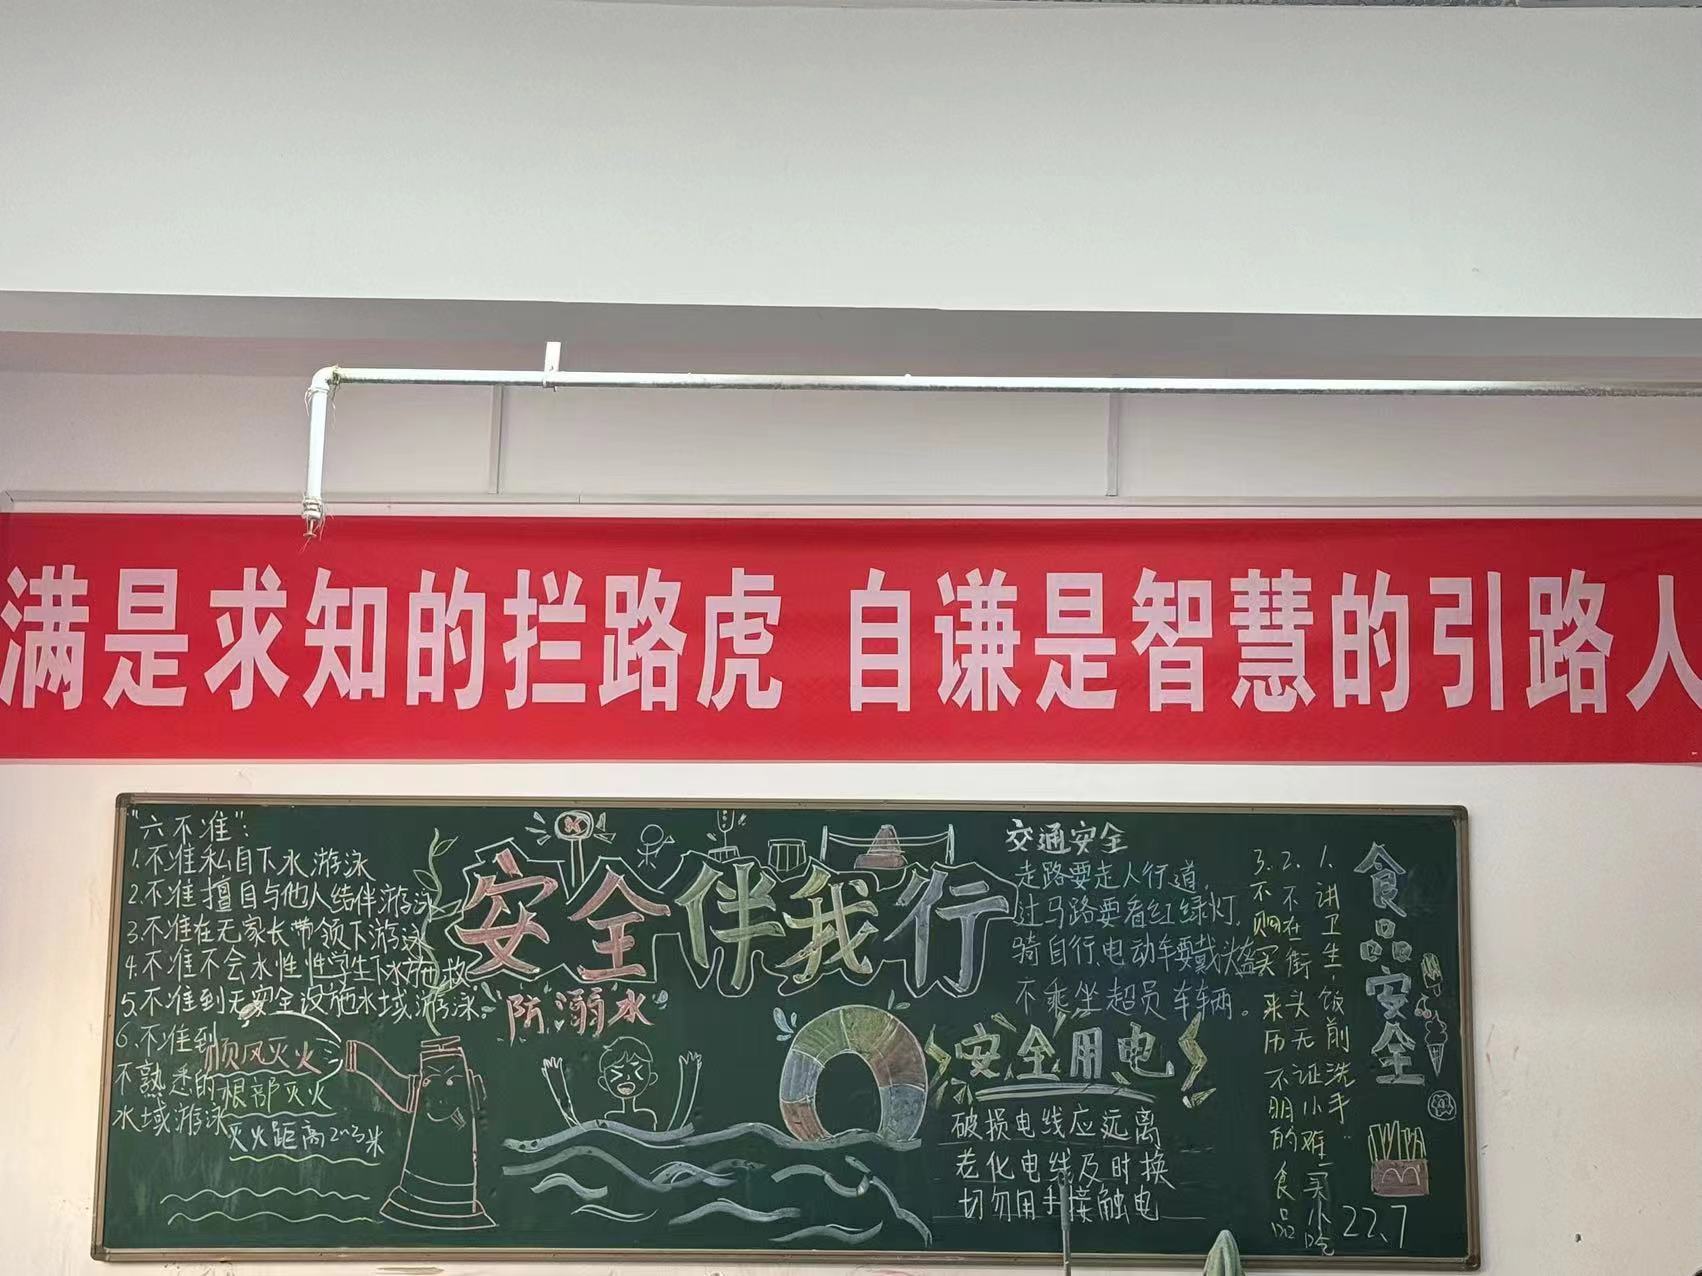 满是求知的拦路虎 自谦是智慧的引路人
"六不准":
1.不准私自下水游泳
2.不准擅自与他人结伴游泳
3.不准在无家长带领下游泳
4.不准不会水性性学生下水施救
5.不准到无安全设施水域游泳。
6.不准到
不熟悉的
水域游泳
顺风灭火
根部灭火
灭火距离2~3米
安全伴我行
防溺水
交通安全
走路要走人行道,
过马路要看红绿灯,
骑自行、电动车要戴头盔
不乘坐超员车辆。
安全用电
破损电线应远离
老化电线及时换
切勿用手接触电
食品安全
1.讲卫生饭前洗手
2.不在街头无证小摊买小吃
3.不购买来历不明的食品
22.7